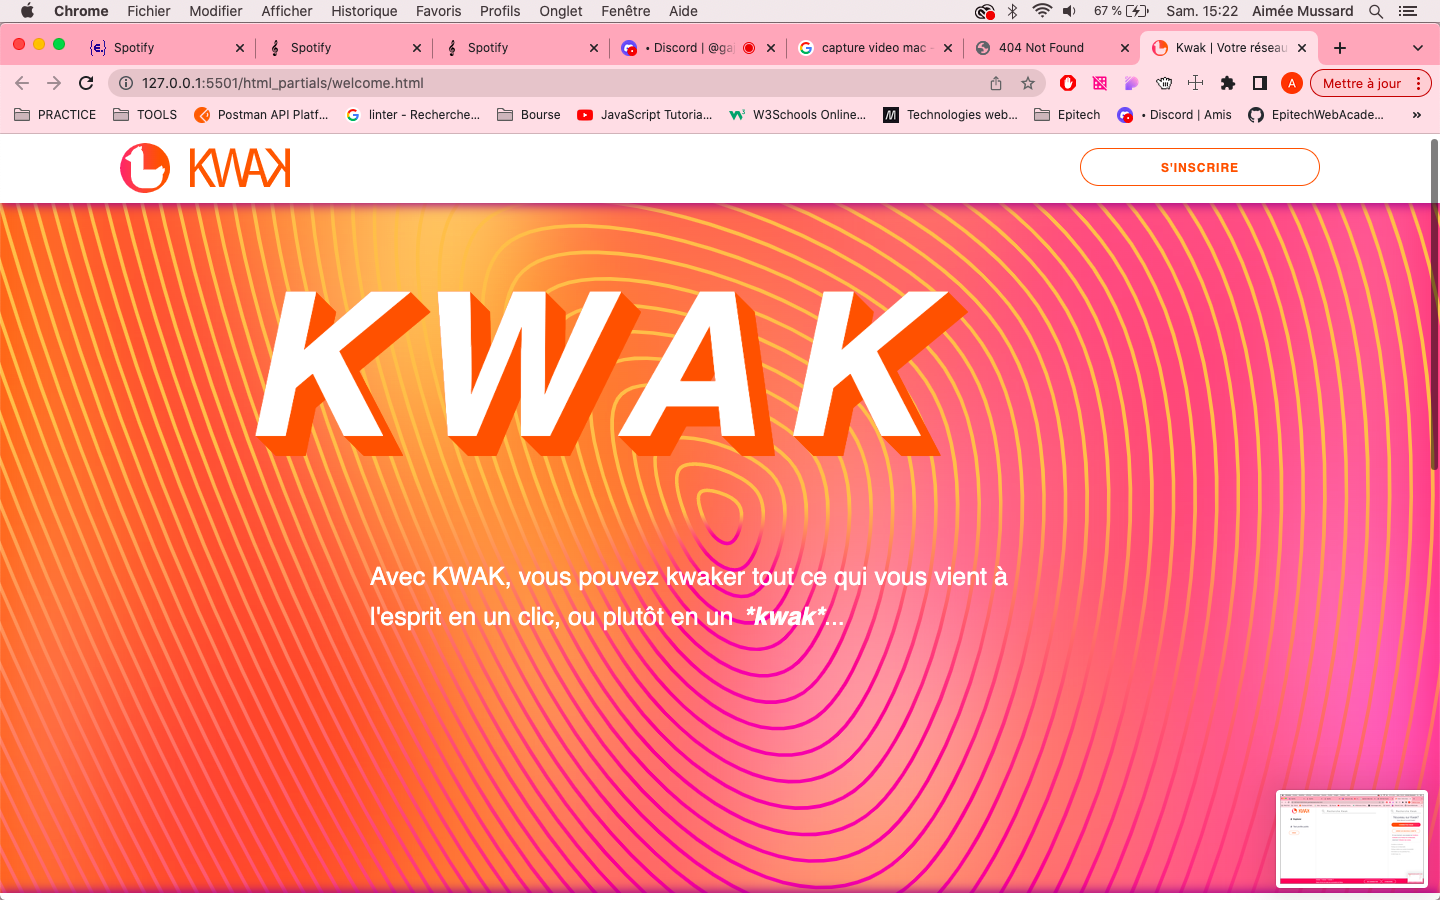 Chrome Fichier Modifier Afficher Historique Favoris Profils Onglet Fenêtre Aide 67 % Sam. 15:22 Aimée Mussard
{E.} Spotify Spotify Spotify • Discord | @ga capture video mac - 404 Not Found Kwak | Votre réseau
127.0.0.1:5501/html_partials/welcome.html A Mettre à jour
PRACTICE TOOLS Postman API Platf... linter - Recherche... Bourse JavaScript Tutoria... W3Schools Online... Technologies web... Epitech • Discord | Amis EpitechWebAcade... »
KWAK S'INSCRIRE
KWAK
Avec KWAK, vous pouvez kwaker tout ce qui vous vient à
l'esprit en un clic, ou plutôt en un *kwak*...